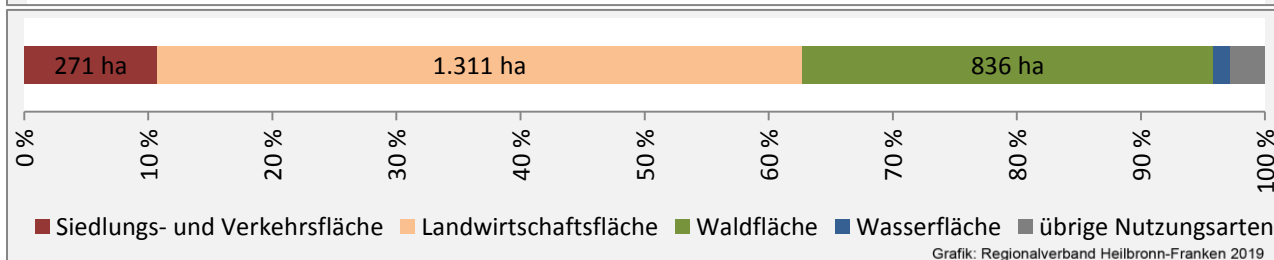 271 ha 1.311 ha 836 ha
0 % 10 % 20 % 30 % 40 % 50 % 60 % 70 % 80 % 90 % 100 %
Siedlungs- und Verkehrsfläche Landwirtschaftsfläche Waldfläche Wasserfläche übrige Nutzungsarten
Grafik: Regionalverband Heilbronn-Franken 2019